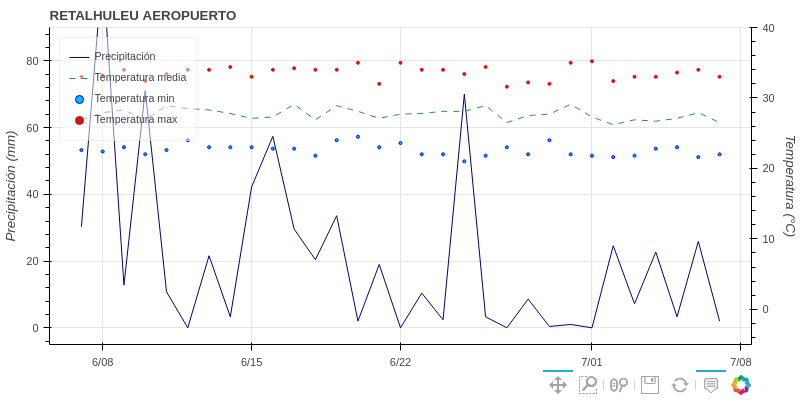 RETALHULEU AEROPUERTO
Precipitación
Temperatura media
Temperatura min
Temperatura max
Precipitación (mm)
80
60
40
20
0
Temperatura (°C)
40
30
20
10
0
6/08
6/15
6/22
7/01
7/08